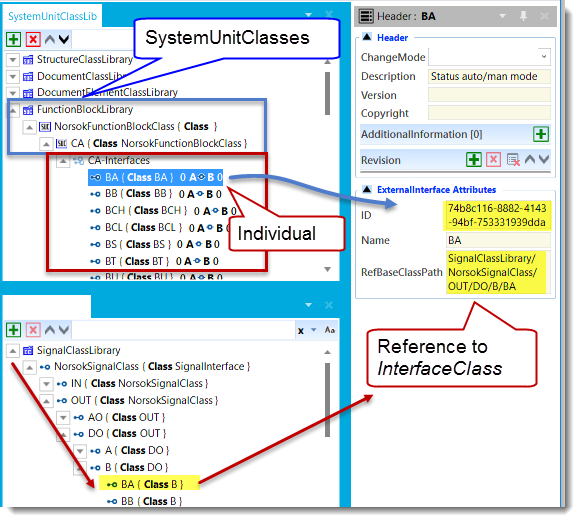 SystemUnitClassLib
StructureClassLibrary
DocumentClassLibrary
DocumentElementClassLibrary
FunctionBlockLibrary
NorsokFunctionBlockClass { Class }
CA { Class NorsokFunctionBlockClass }
CA-Interfaces
BA { Class BA } 0 A B 0
BB { Class BB } 0 A B 0
BCH { Class BCH } 0 A B 0
BCL { Class BCL } 0 A B 0
BS { Class BS } 0 A B 0
BT { Class BT } 0 A B 0
BU { Class BU } 0 A B 0
SystemUnitClasses
Individual
Header : BA
Header
ChangeMode
Description Status auto/man mode
Version
Copyright
AdditionalInformation [0]
Revision
ExternalInterface Attributes
ID 74b8c116-8882-4143
-94bf-753331939dda
Name BA
RefBaseClassPath SignalClassLibrary/
NorsokSignalClass/
OUT/DO/B/BA
Reference to
InterfaceClass
x Aa
SignalClassLibrary
NorsokSignalClass { Class SignalInterface }
IN { Class NorsokSignalClass }
OUT { Class NorsokSignalClass }
AO { Class OUT }
DO { Class OUT }
A { Class DO }
B { Class DO }
BA { Class B }
BB { Class B }